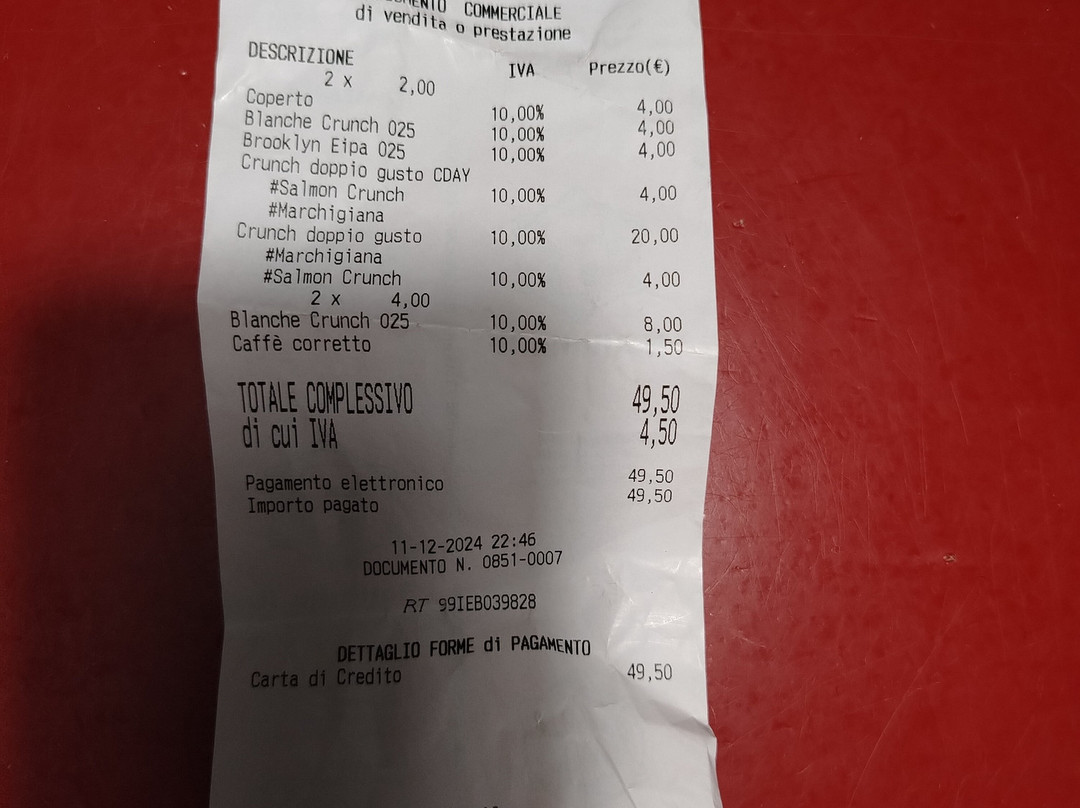 COMMERCIALE
di vendita o prestazione
DESCRIZIONE IVA Prezzo(€)
2 x 2,00
Coperto 10,00% 4,00
Blanche Crunch 025 10,00% 4,00
Brooklyn Eipa 025 10,00% 4,00
Crunch doppio gusto CDAY
#Salmon Crunch 10,00% 4,00
#Marchigiana
Crunch doppio gusto 10,00% 20,00
#Marchigiana
#Salmon Crunch 10,00% 4,00
2 x 4,00
Blanche Crunch 025 10,00% 8,00
Caffè corretto 10,00% 1,50
TOTALE COMPLESSIVO 49,50
di cui IVA 4,50
Pagamento elettronico 49,50
Importo pagato 49,50
11-12-2024 22:46
DOCUMENTO N. 0851-0007
RT 99IEB039828
DETTAGLIO FORME di PAGAMENTO
Carta di Credito 49,50